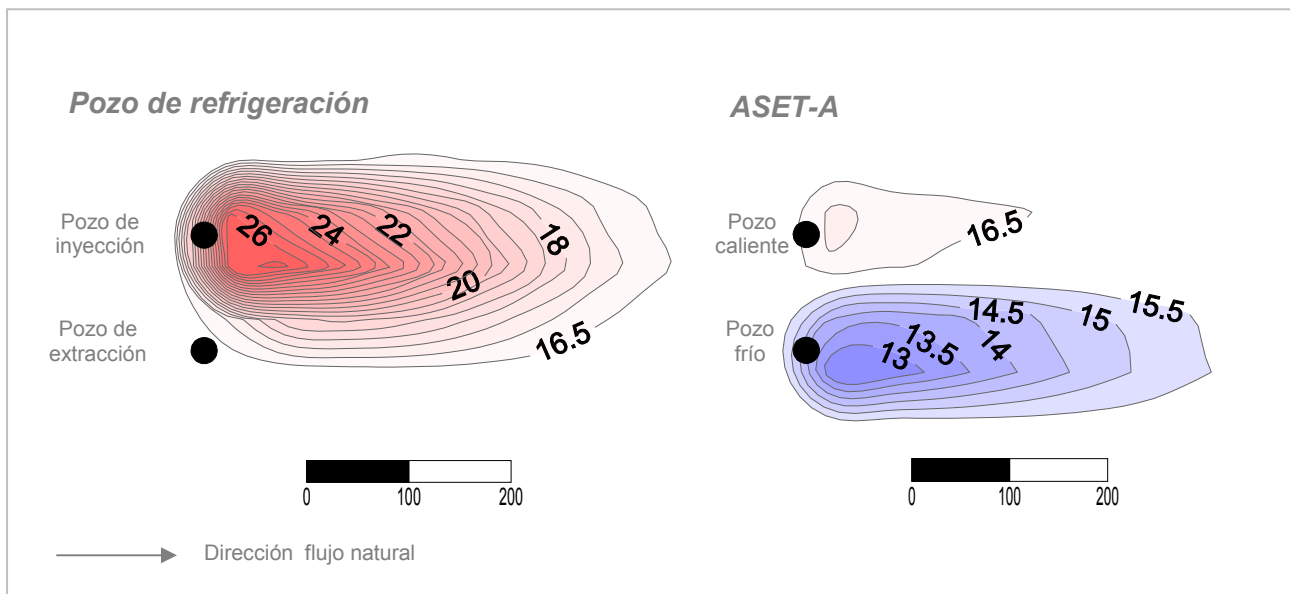 Pozo de refrigeración
Pozo de
inyección
26
24
22
20
18
16.5
Pozo de
extracción
0
100
200
Dirección flujo natural
ASET-A
Pozo
caliente
16.5
Pozo
frío
13
13.5
14
14.5
15
15.5
0
100
200